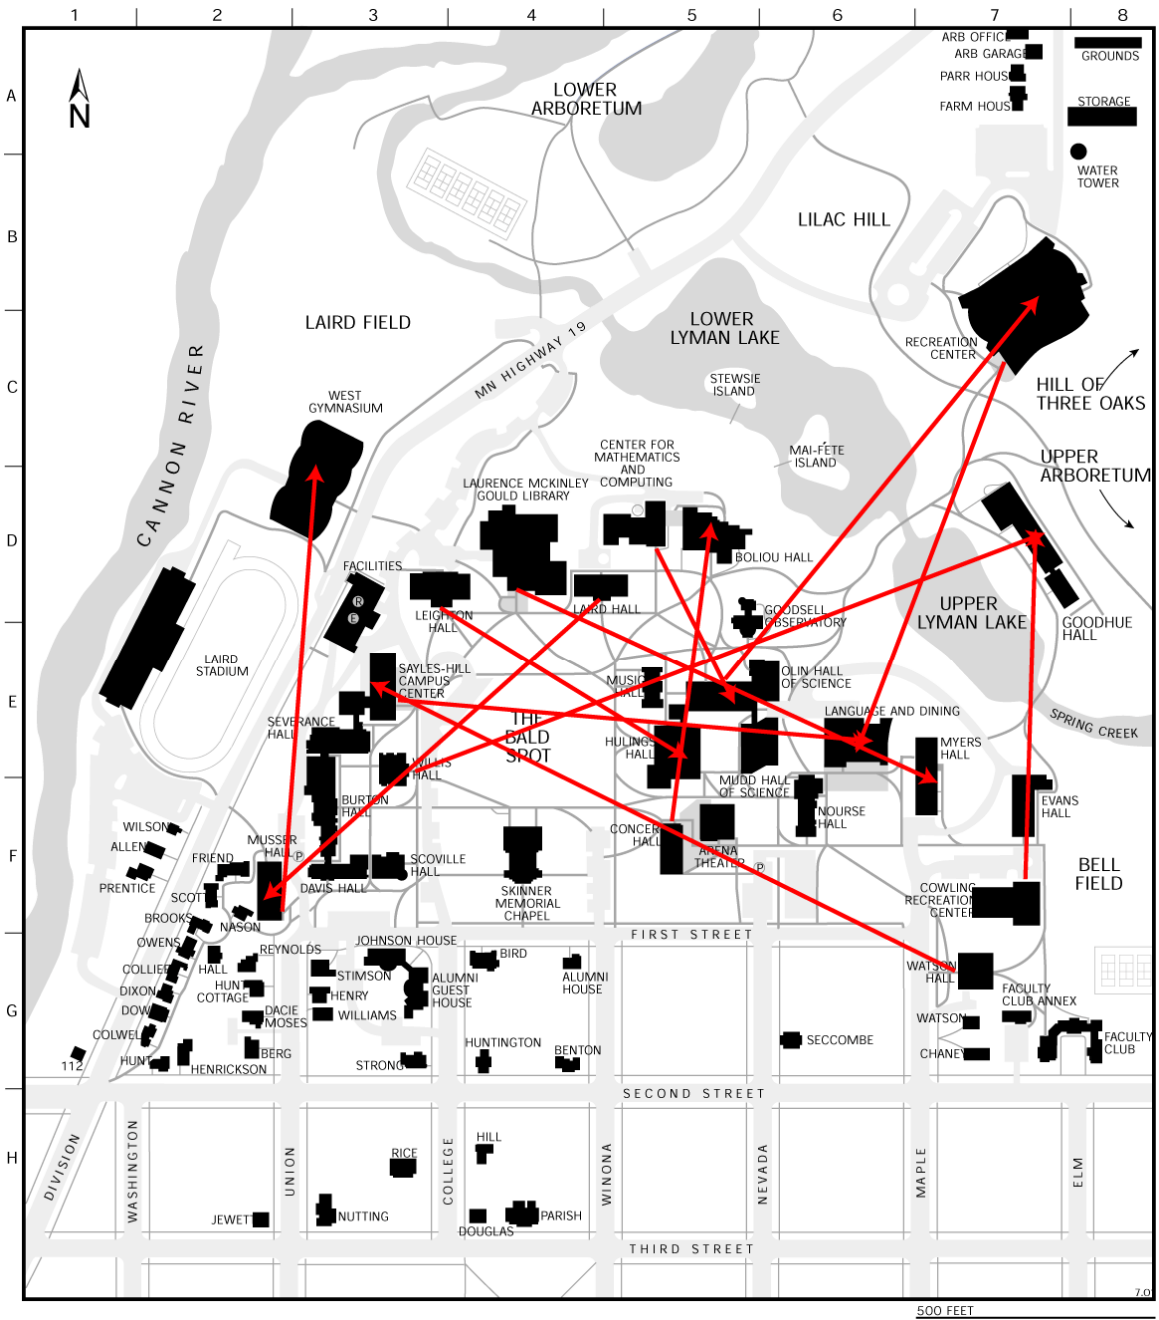 1 2 3 4 5 6 7 8
A
B
C
D
E
F
G
H
N
LOWER
ARBORETUM
ARB OFFIC
ARB GARAG
PARR HOUS
FARM HOUS
GROUNDS
STORAGE
WATER
TOWER
LILAC HILL
LAIRD FIELD
MN HIGHWAY 19
LOWER
LYMAN LAKE
RECREATION
CENTER
HILL OF
THREE OAKS
CANNON RIVER
WEST
GYMNASIUM
STEWSIE
ISLAND
MAI-FÉTE
ISLAND
UPPER
ARBORETUM
CENTER FOR
MATHEMATICS
AND
COMPUTING
LAURENCE MCKINLEY
GOULD LIBRARY
BOLIOU HALL
FACILITIES
R
E
LEIGHTON
HALL
LAIRD HALL
GOODSELL
OBSERVATORY
UPPER
LYMAN LAKE
GOODHUE
HALL
LAIRD
STADIUM
SAYLES-HILL
CAMPUS
CENTER
MUSIC
HALL
OLIN HALL
OF SCIENCE
LANGUAGE AND DINING
SPRING CREEK
SEVERANCE
HALL
THE
BALD
SPOT
HULINGS
HALL
MYERS
HALL
WILLIS
HALL
MUDD HALL
OF SCIENCE
BURTON
HALL
NOURSE
HALL
EVANS
HALL
WILSON
ALLEN
PRENTICE
FRIEND
MUSSER
HALL
P
CONCER
HALL
ARENA
THEATER
P
SCOTT
DAVIS HALL
SCOVILLE
HALL
SKINNER
MEMORIAL
CHAPEL
COWLING
RECREATION
CENTER
BELL
FIELD
BROOKS
NASON
FIRST STREET
OWENS
REYNOLDS
JOHNSON HOUSE
BIRD
COLLIER
HALL
STIMSON
ALUMNI
GUEST
HOUSE
ALUMNI
HOUSE
WATSON
HALL
DIXON
HUNT
COTTAGE
HENRY
FACULTY
CLUB ANNEX
DOW
DACIE
MOSES
WILLIAMS
WATSON
COLWEL
HUNTINGTON
SECCOMBE
FACULTY
CLUB
112
HUNT
HENRICKSON
BERG
STRONG
BENTON
CHANEY
SECOND STREET
DIVISION
WASHINGTON
UNION
COLLEGE
WINONA
NEVADA
MAPLE
ELM
RICE
HILL
JEWETT
NUTTING
DOUGLAS
PARISH
THIRD STREET
7.0
500 FEET